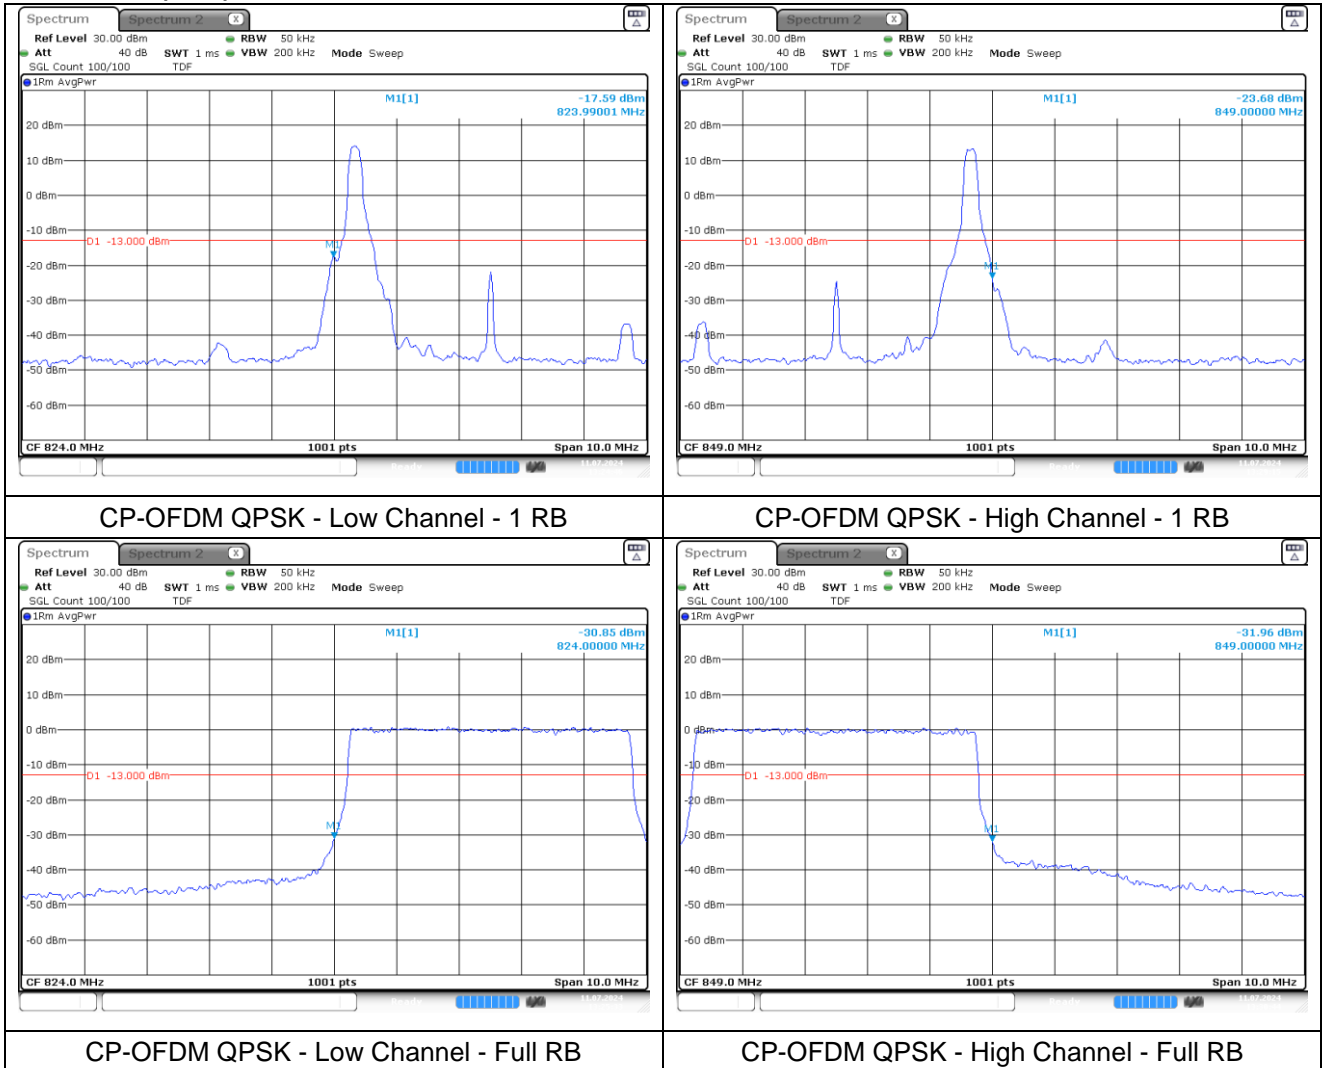 Spectrum Spectrum 2 X
Ref Level 30.00 dBm RBW 50 kHz
Att 40 dB SWT 1 ms VBW 200 kHz Mode Sweep
SGL Count 100/100 TDF
1Rm AvgPwr
M1[1] -17.59 dBm
823.99001 MHz
20 dBm
10 dBm
0 dBm
-10 dBm
D1 -13.000 dBm
M1
-20 dBm
-30 dBm
-40 dBm
-50 dBm
-60 dBm
CF 824.0 MHz 1001 pts Span 10.0 MHz
Ready 11.07.2024
Spectrum Spectrum 2 X
Ref Level 30.00 dBm RBW 50 kHz
Att 40 dB SWT 1 ms VBW 200 kHz Mode Sweep
SGL Count 100/100 TDF
1Rm AvgPwr
M1[1] -23.68 dBm
849.00000 MHz
20 dBm
10 dBm
0 dBm
-10 dBm
D1 -13.000 dBm
M1
-20 dBm
-30 dBm
-40 dBm
-50 dBm
-60 dBm
CF 849.0 MHz 1001 pts Span 10.0 MHz
Ready 11.07.2024
CP-OFDM QPSK - Low Channel - 1 RB
CP-OFDM QPSK - High Channel - 1 RB
Spectrum Spectrum 2 X
Ref Level 30.00 dBm RBW 50 kHz
Att 40 dB SWT 1 ms VBW 200 kHz Mode Sweep
SGL Count 100/100 TDF
1Rm AvgPwr
M1[1] -30.85 dBm
824.00000 MHz
20 dBm
10 dBm
0 dBm
-10 dBm
D1 -13.000 dBm
-20 dBm
M1
-30 dBm
-40 dBm
-50 dBm
-60 dBm
CF 824.0 MHz 1001 pts Span 10.0 MHz
Ready 11.07.2024
Spectrum Spectrum 2 X
Ref Level 30.00 dBm RBW 50 kHz
Att 40 dB SWT 1 ms VBW 200 kHz Mode Sweep
SGL Count 100/100 TDF
1Rm AvgPwr
M1[1] -31.96 dBm
849.00000 MHz
20 dBm
10 dBm
0 dBm
-10 dBm
D1 -13.000 dBm
-20 dBm
M1
-30 dBm
-40 dBm
-50 dBm
-60 dBm
CF 849.0 MHz 1001 pts Span 10.0 MHz
Ready 11.07.2024
CP-OFDM QPSK - Low Channel - Full RB
CP-OFDM QPSK - High Channel - Full RB